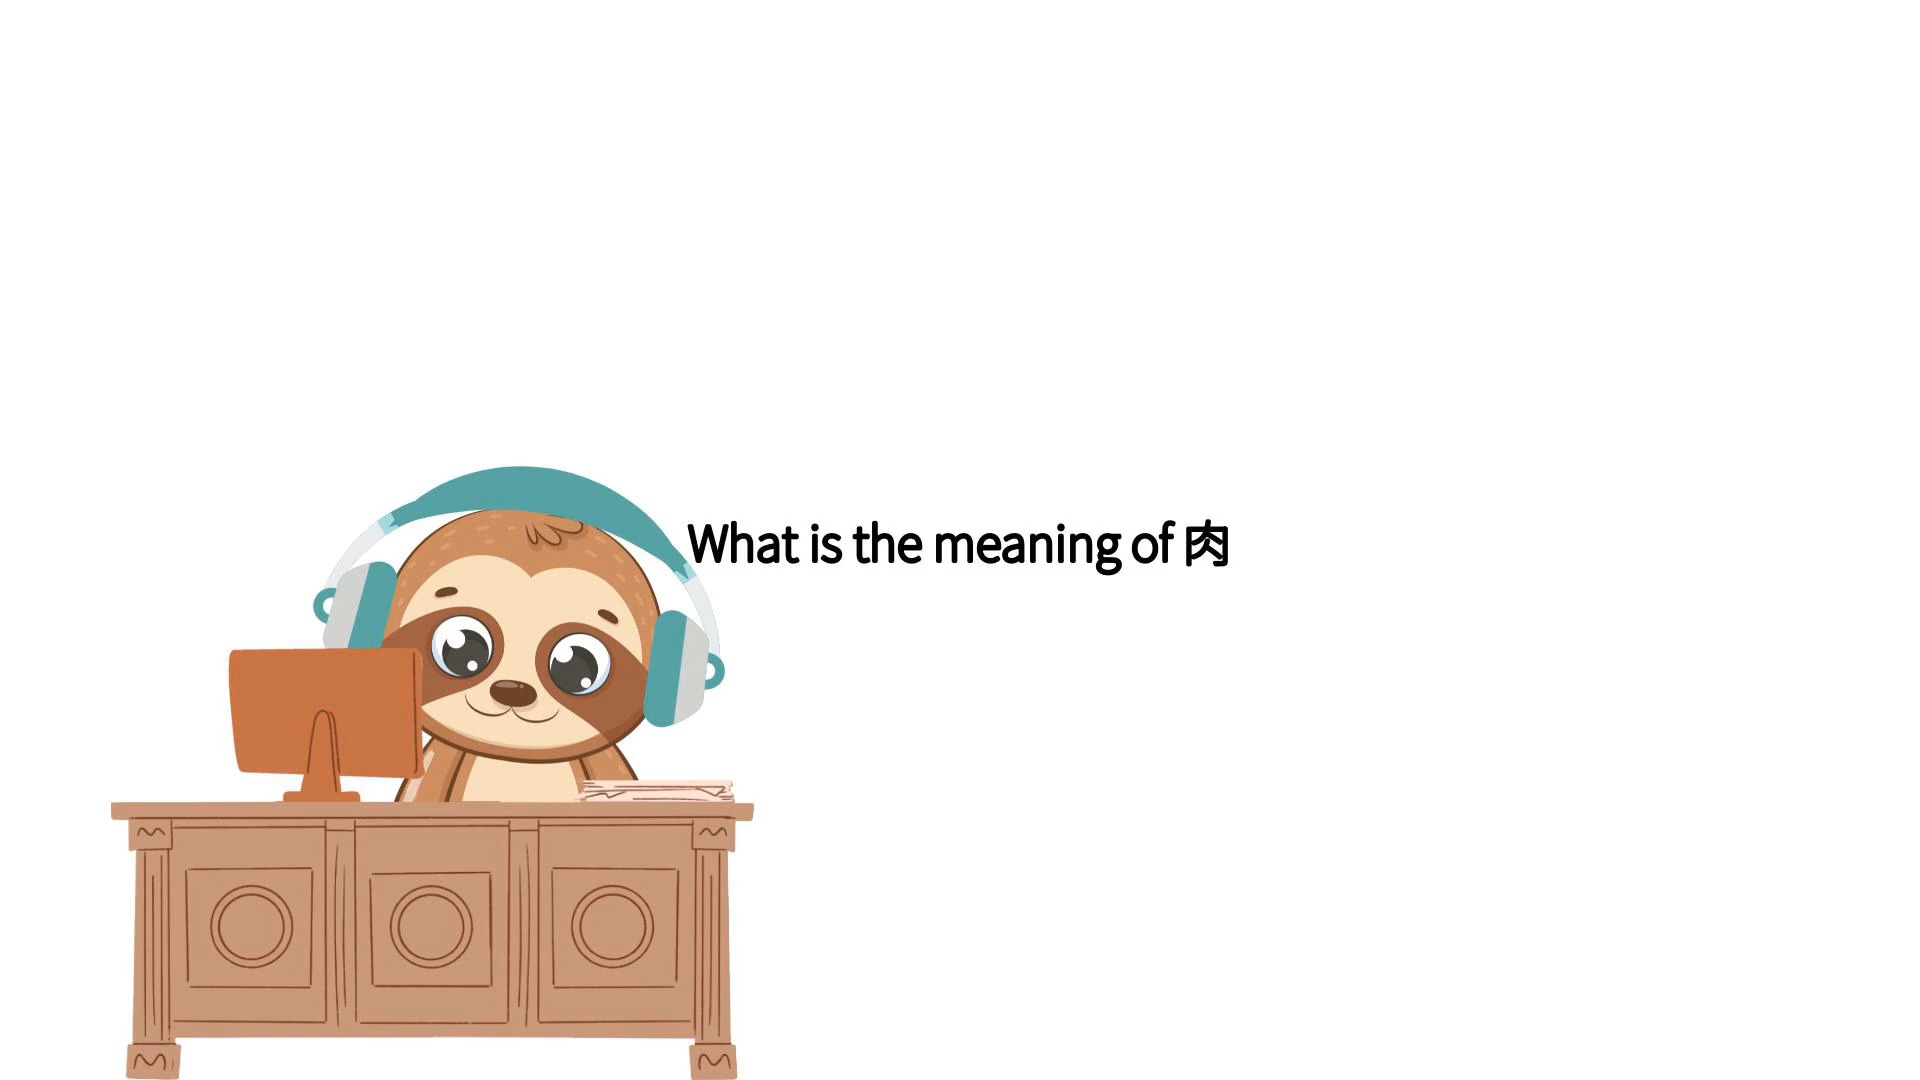 What is the meaning of 肉